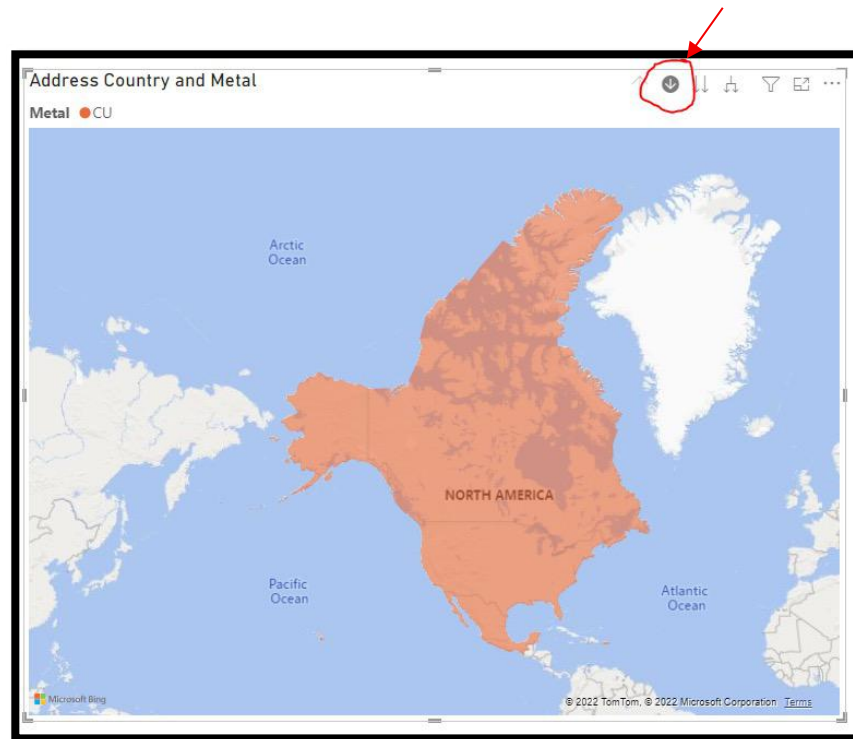 Address Country and Metal
Metal CU
Arctic
Ocean
NORTH AMERICA
Pacific
Ocean
Atlantic
Ocean
Microsoft Bing
© 2022 TomTom, © 2022 Microsoft Corporation Terms